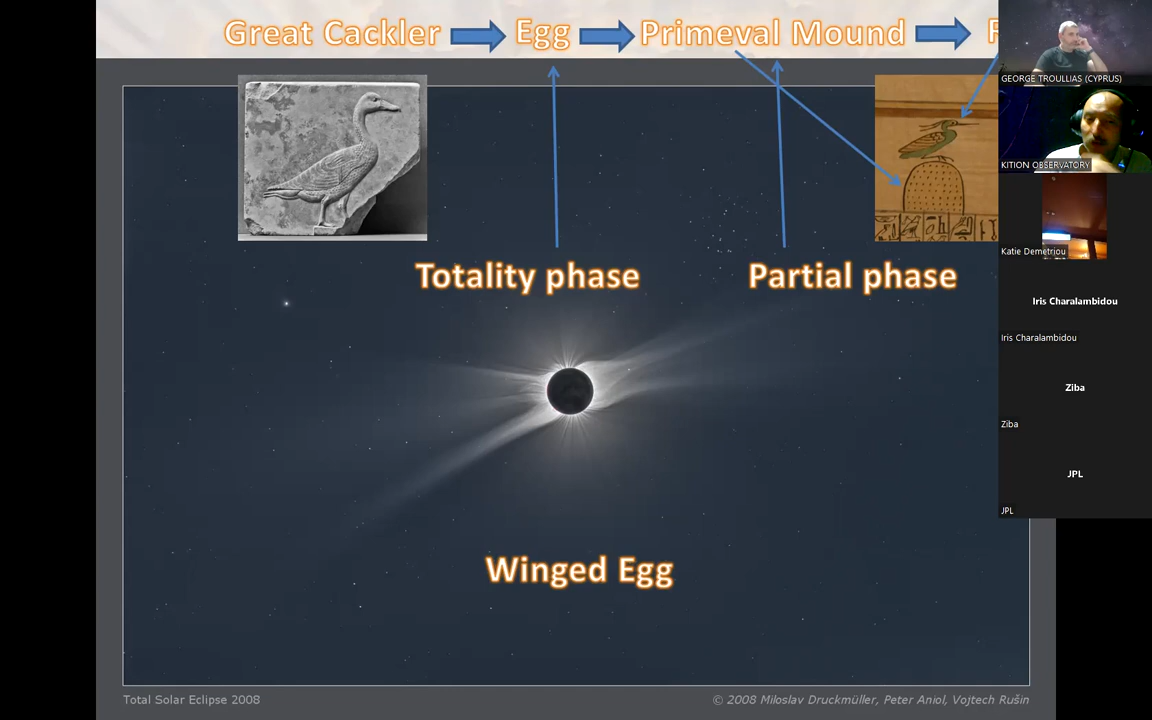 Great Cackler Egg Primeval Mound
GEORGE TROULLIAS (CYPRUS)
KITION OBSERVATORY
Katie Demetriou
Totality phase
Partial phase
Iris Charalambidou
Iris Charalambidou
Ziba
Ziba
JPL
JPL
Winged Egg
Total Solar Eclipse 2008
© 2008 Miloslav Druckmüller, Peter Aniol, Vojtech Rušin